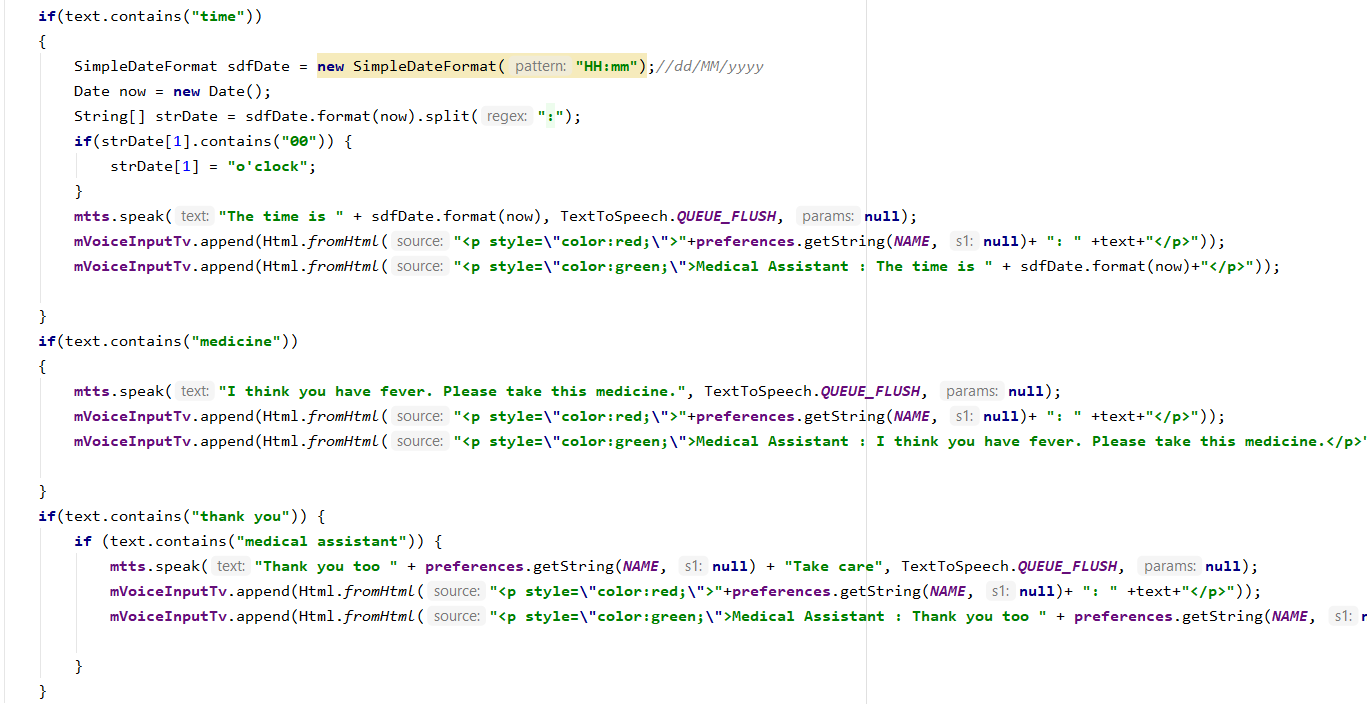 if(text.contains("time"))
{
SimpleDateFormat sdfDate = new SimpleDateFormat( pattern: "HH:mm");//dd/MM/yyyy
Date now = new Date();
String[] strDate = sdfDate.format(now).split( regex: ":");
if(strDate[1].contains("00")) {
strDate[1] = "o'clock";
}
mtts.speak( text: "The time is " + sdfDate.format(now), TextToSpeech.QUEUE_FLUSH, params: null);
mVoiceInputTv.append(Html.fromHtml( source: "<p style=\"color:red;\">"+preferences.getString(NAME, s1: null)+ ": " +text+"</p>"));
mVoiceInputTv.append(Html.fromHtml( source: "<p style=\"color:green;\">Medical Assistant : The time is " + sdfDate.format(now)+"</p>"));
}
if(text.contains("medicine"))
{
mtts.speak( text: "I think you have fever. Please take this medicine.", TextToSpeech.QUEUE_FLUSH, params: null);
mVoiceInputTv.append(Html.fromHtml( source: "<p style=\"color:red;\">"+preferences.getString(NAME, s1: null)+ ": " +text+"</p>"));
mVoiceInputTv.append(Html.fromHtml( source: "<p style=\"color:green;\">Medical Assistant : I think you have fever. Please take this medicine.</p>"
}
if(text.contains("thank you")) {
if (text.contains("medical assistant")) {
mtts.speak( text: "Thank you too " + preferences.getString(NAME, s1: null) + "Take care", TextToSpeech.QUEUE_FLUSH, params: null);
mVoiceInputTv.append(Html.fromHtml( source: "<p style=\"color:red;\">"+preferences.getString(NAME, s1: null)+ ": " +text+"</p>"));
mVoiceInputTv.append(Html.fromHtml( source: "<p style=\"color:green;\">Medical Assistant : Thank you too " + preferences.getString(NAME, s1:
}
}